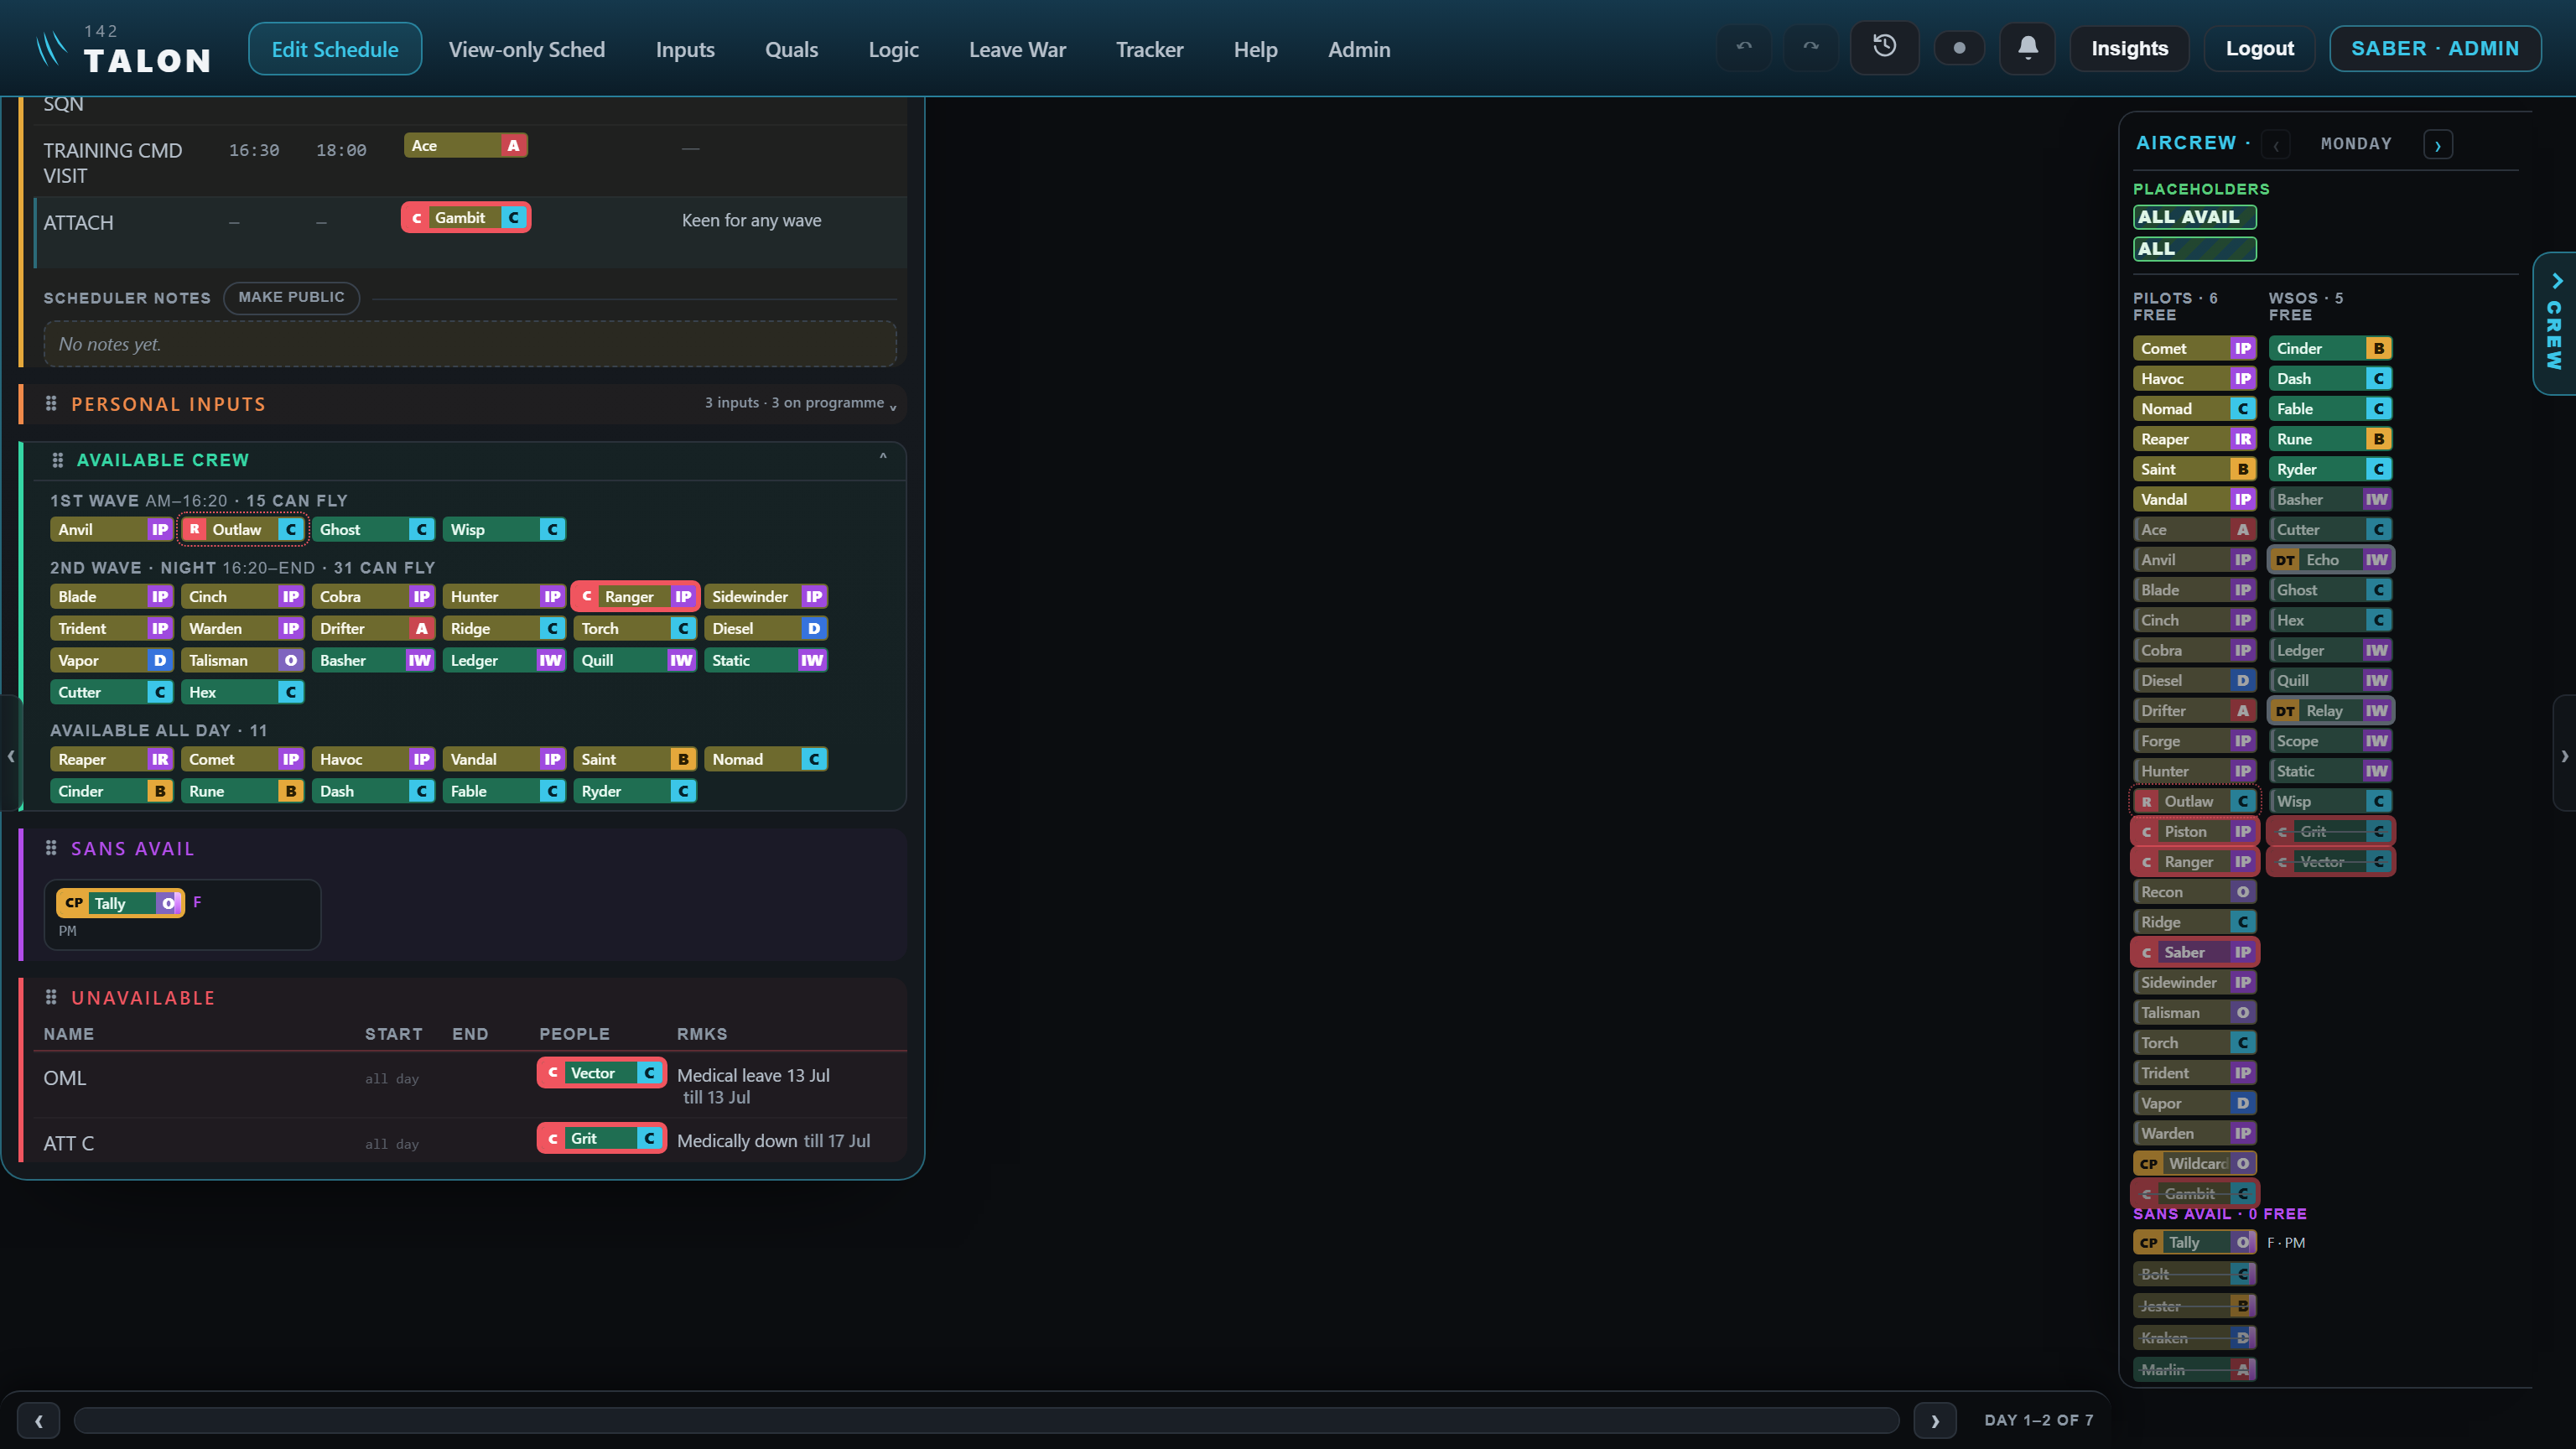 142
TALON
Edit Schedule
View-only Sched
Inputs
Quals
Logic
Leave War
Tracker
Help
Admin
Insights
Logout
SABER · ADMIN
SQN
TRAINING CMD VISIT 16:30 18:00 Ace A —
ATTACH – – C Gambit C Keen for any wave
SCHEDULER NOTES MAKE PUBLIC
No notes yet.
PERSONAL INPUTS 3 inputs · 3 on programme
AVAILABLE CREW
1ST WAVE AM–16:20 · 15 CAN FLY
Anvil IP R Outlaw C Ghost C Wisp C
2ND WAVE · NIGHT 16:20–END · 31 CAN FLY
Blade IP Cinch IP Cobra IP Hunter IP C Ranger IP Sidewinder IP
Trident IP Warden IP Drifter A Ridge C Torch C Diesel D
Vapor D Talisman O Basher IW Ledger IW Quill IW Static IW
Cutter C Hex C
AVAILABLE ALL DAY · 11
Reaper IR Comet IP Havoc IP Vandal IP Saint B Nomad C
Cinder B Rune B Dash C Fable C Ryder C
SANS AVAIL
CP Tally O F
PM
UNAVAILABLE
NAME START END PEOPLE RMKS
OML all day C Vector C Medical leave 13 Jul
till 13 Jul
ATT C all day C Grit C Medically down till 17 Jul
‹ › DAY 1–2 OF 7
AIRCREW · ‹ MONDAY ›
PLACEHOLDERS
ALL AVAIL
ALL
PILOTS · 6 FREE
WSOS · 5 FREE
Comet IP Cinder B
Havoc IP Dash C
Nomad C Fable C
Reaper IR Rune B
Saint B Ryder C
Vandal IP Basher IW
Ace A Cutter C
Anvil IP DT Echo IW
Blade IP Ghost C
Cinch IP Hex C
Cobra IP Ledger IW
Diesel D Quill IW
Drifter A DT Relay IW
Forge IP Scope IW
Hunter IP Static IW
R Outlaw C Wisp C
C Piston IP C Grit C
C Ranger IP C Vector C
Recon O
Ridge C
C Saber IP
Sidewinder IP
Talisman O
Torch C
Trident IP
Vapor D
Warden IP
CP Wildcard O
C Gambit C
SANS AVAIL · 0 FREE
CP Tally O F · PM
Bolt C
Jester B
Kraken D
Marlin A
CREW